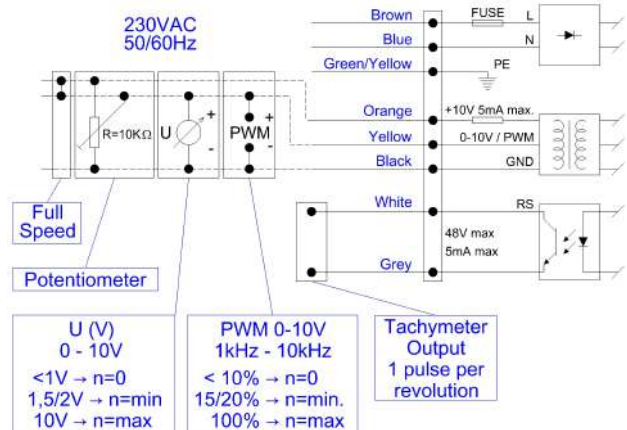 230VAC
50/60Hz
Brown
FUSE
L
Blue
N
Green/Yellow
PE
Orange
+10V 5mA max.
Yellow
0-10V / PWM
Black
GND
R=10KΩ
U
+
-
PWM
+
-
White
RS
48V max
5mA max
Grey
Full
Speed
Potentiometer
U (V)
0 - 10V
<1V → n=0
1,5/2V → n=min
10V → n=max
PWM 0-10V
1kHz - 10kHz
< 10% → n=0
15/20% → n=min.
100% → n=max
Tachymeter
Output
1 pulse per
revolution